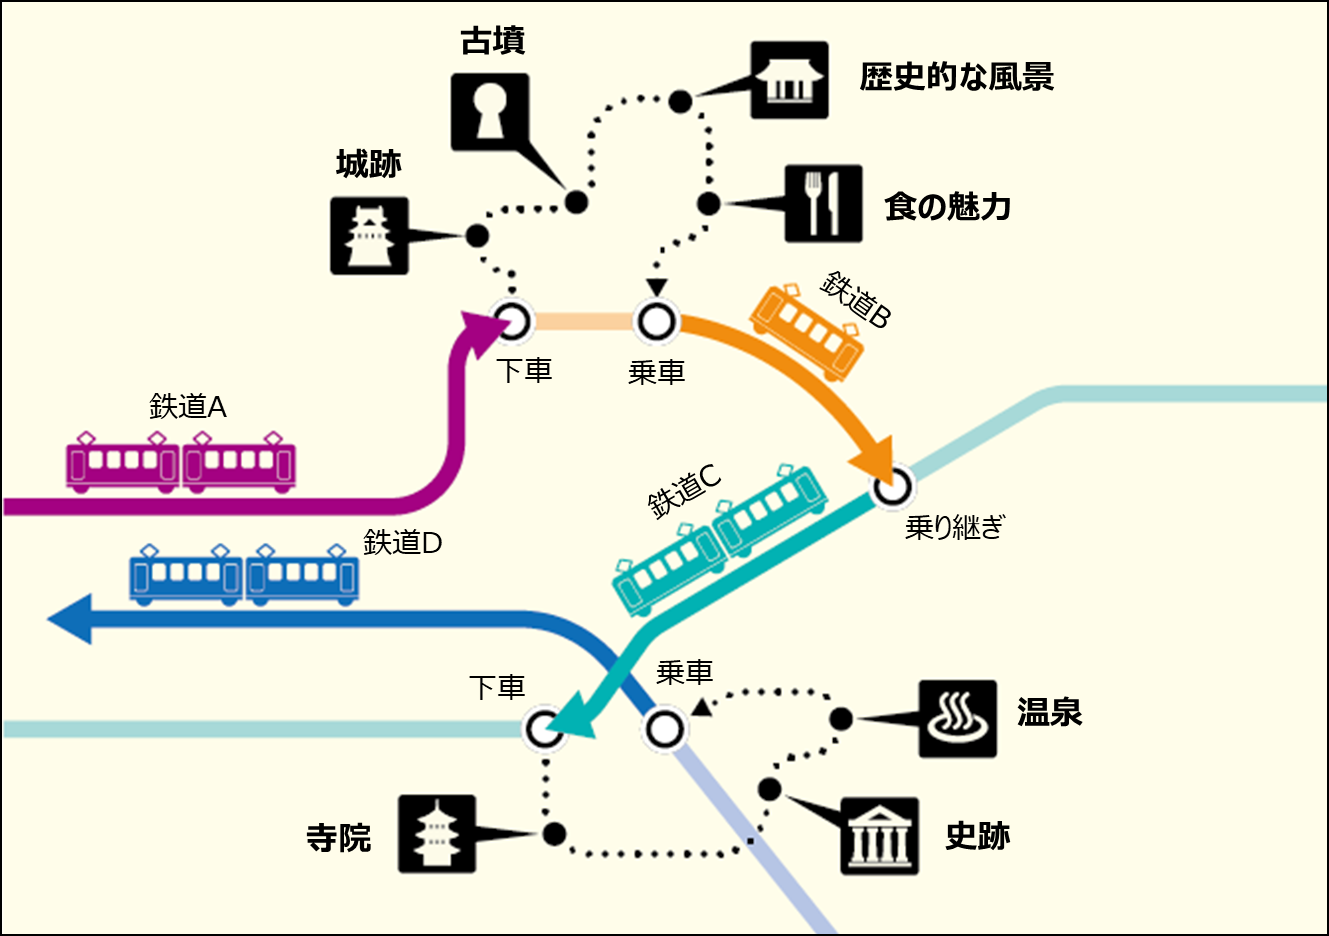 古墳
歴史的な風景
城跡
食の魅力
鉄道B
下車
乗車
鉄道A
鉄道C
乗り継ぎ
鉄道D
乗車
下車
温泉
寺院
史跡